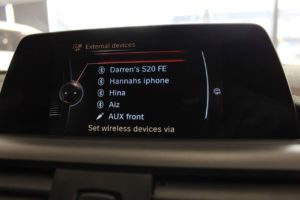 External devices
Darren's S20 FE
Hannahs iphone
Hina
Aiz
AUX front
Set wireless devices via